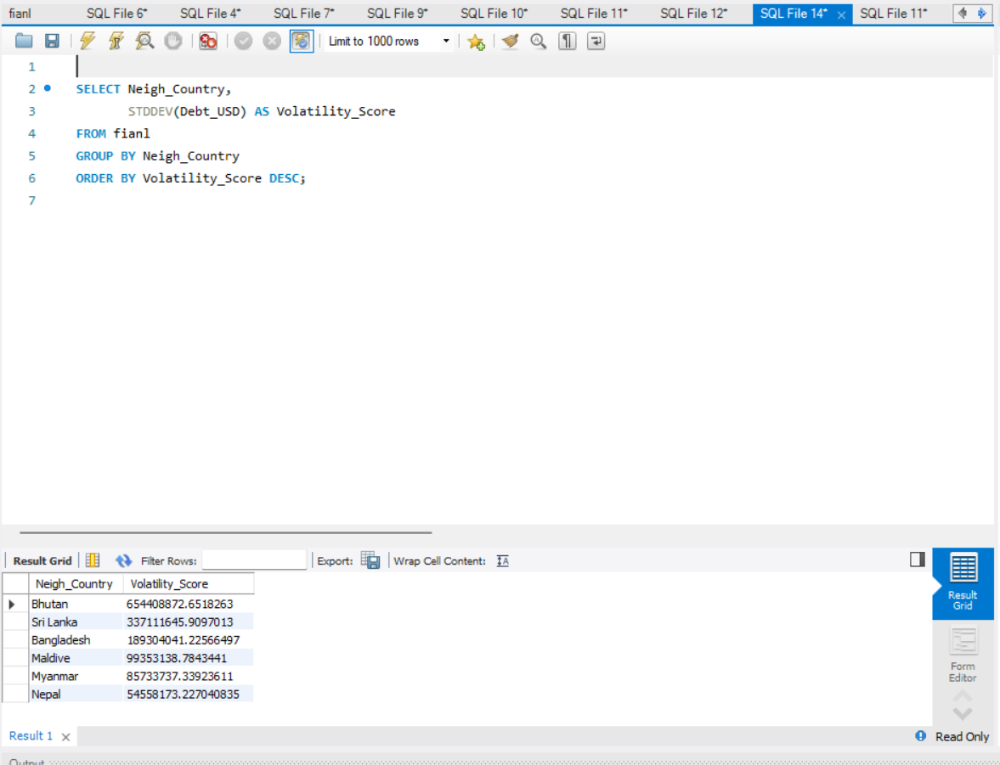 fianl SQL File 6* SQL File 4* SQL File 7* SQL File 9* SQL File 10* SQL File 11* SQL File 12* SQL File 14* SQL File 11*
Limit to 1000 rows
1
2 SELECT Neigh_Country,
3 STDDEV(Debt_USD) AS Volatility_Score
4 FROM fianl
5 GROUP BY Neigh_Country
6 ORDER BY Volatility_Score DESC;
7
Result Grid Filter Rows: Export: Wrap Cell Content:
Neigh_Country Volatility_Score
Bhutan 654408872.6518263
Sri Lanka 337111645.9097013
Bangladesh 189304041.22566497
Maldive 99353138.7843441
Myanmar 85733737.33923611
Nepal 54558173.227040835
Result
Grid
Form
Editor
Result 1 Read Only
Output